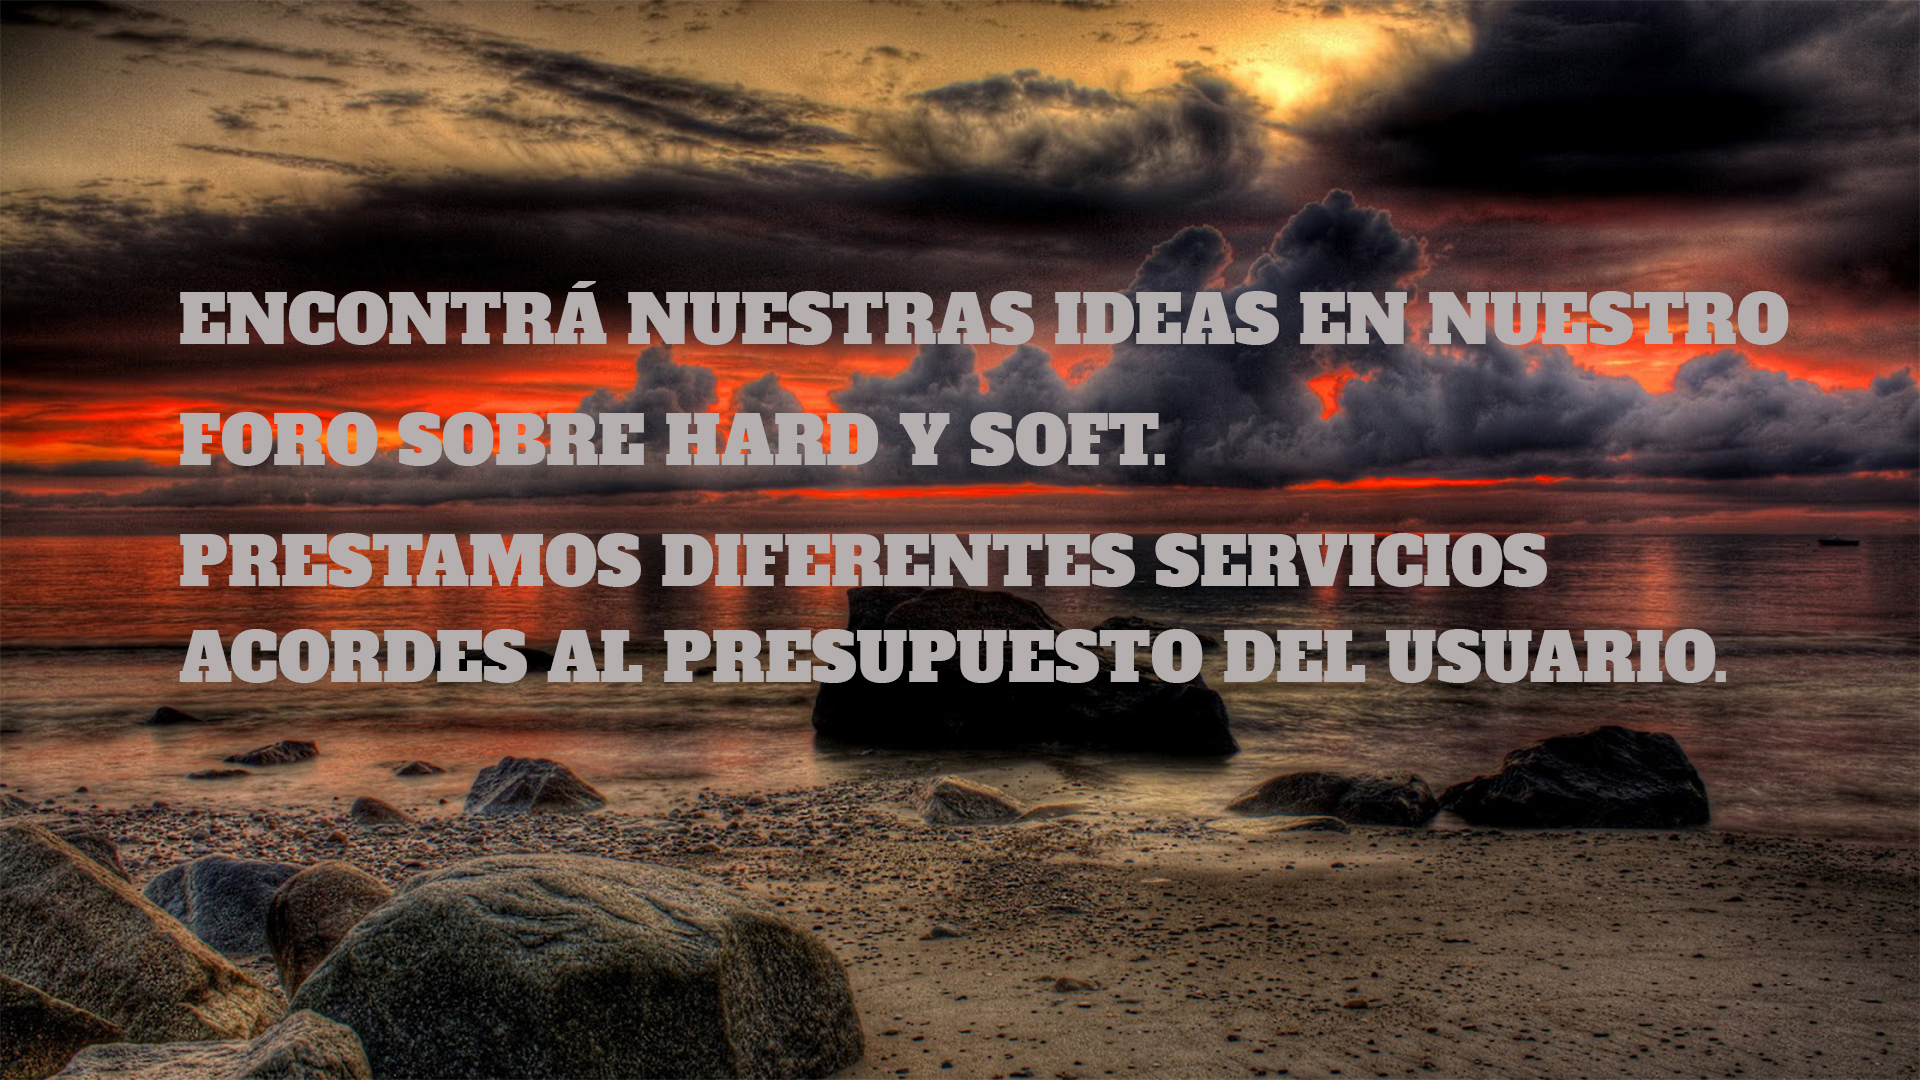 ENCONTRÁ NUESTRAS IDEAS EN NUESTRO
FORO SOBRE HARD Y SOFT.
PRESTAMOS DIFERENTES SERVICIOS
ACORDES AL PRESUPUESTO DEL USUARIO.